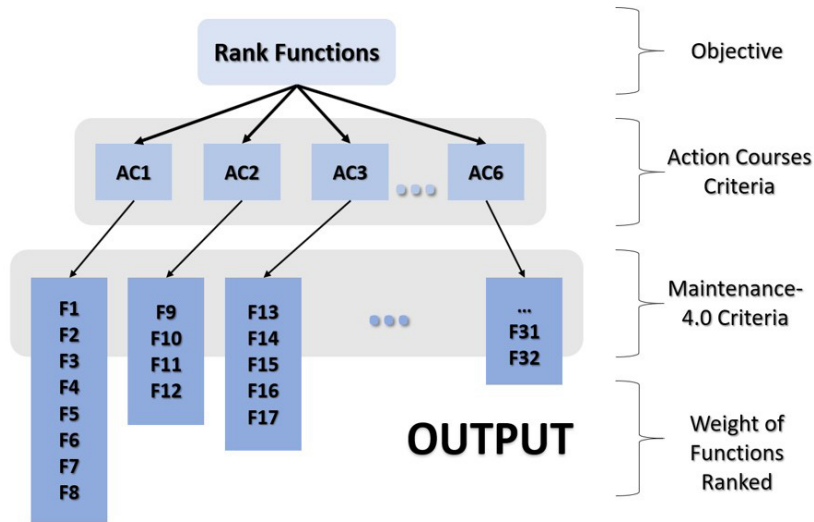 Rank Functions
Objective
AC1
AC2
AC3
...
AC6
Action Courses
Criteria
F1
F2
F3
F4
F5
F6
F7
F8
F9
F10
F11
F12
F13
F14
F15
F16
F17
...
...
F31
F32
Maintenance-
4.0 Criteria
OUTPUT
Weight of
Functions
Ranked